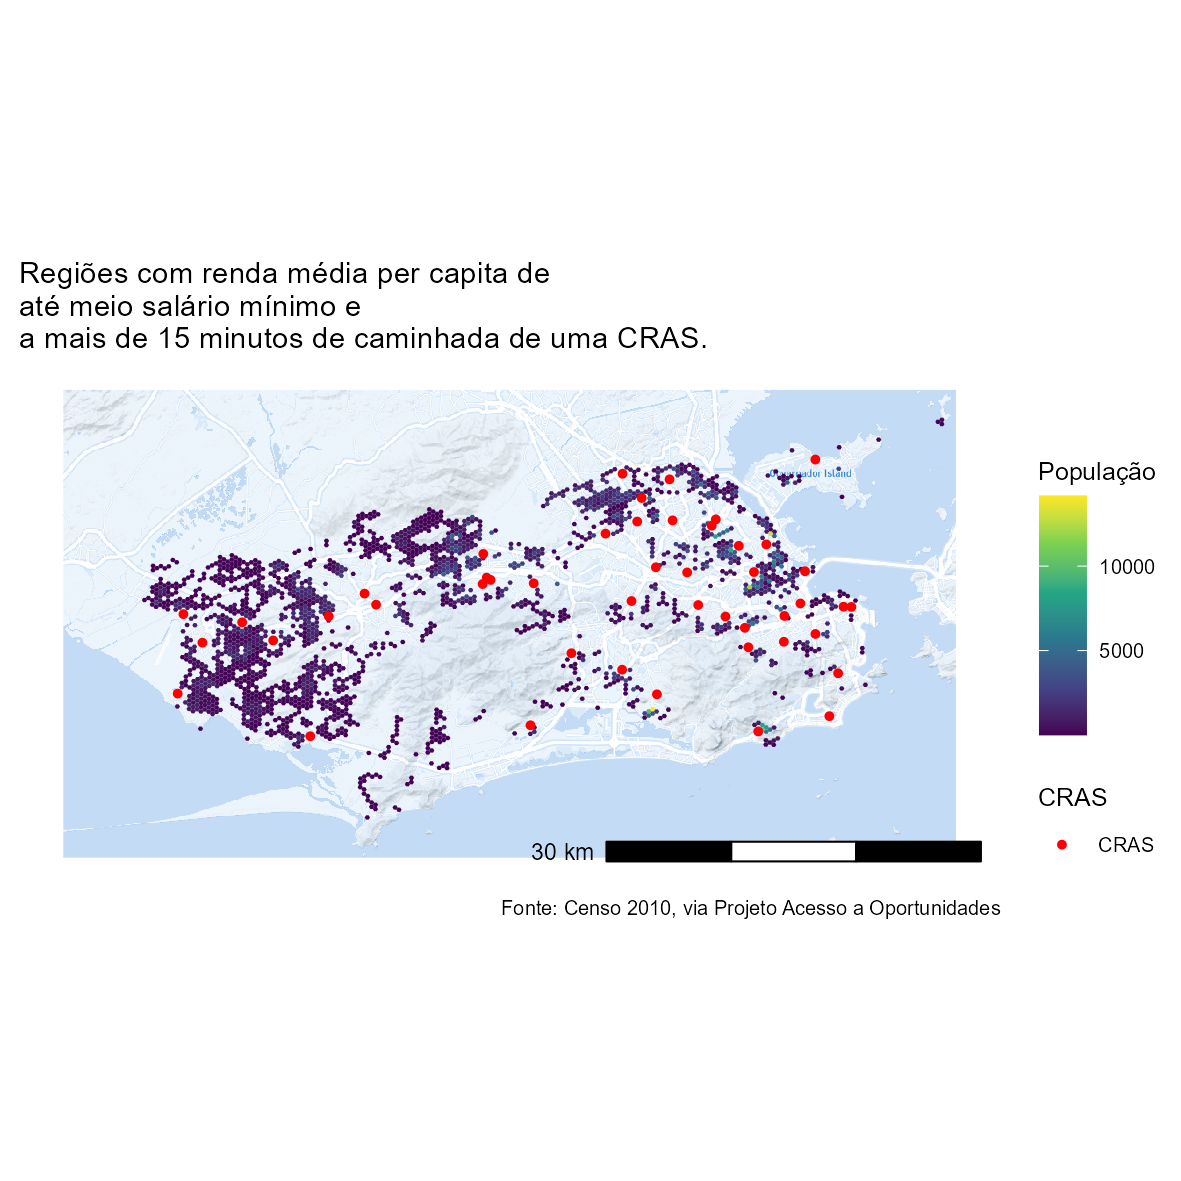 Regiões com renda média per capita de
até meio salário mínimo e
a mais de 15 minutos de caminhada de uma CRAS.
Governador Island
População
10000
5000
CRAS
CRAS
30 km
Fonte: Censo 2010, via Projeto Acesso a Oportunidades